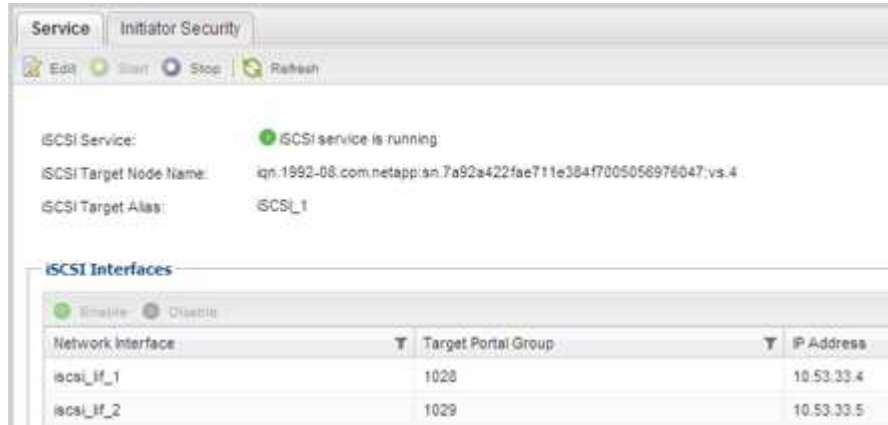 Service Initiator Security
Edit Start Stop Refresh
iSCSI Service: iSCSI service is running
iSCSI Target Node Name: iqn.1992-08.com.netapp:sn.7a92a422fae711e384f7005056976047:vs.4
iSCSI Target Alias: iSCSI_1
iSCSI Interfaces
Enable Disable
Network Interface Target Portal Group IP Address
iscsi_lif_1 1028 10.53.33.4
iscsi_lif_2 1029 10.53.33.5